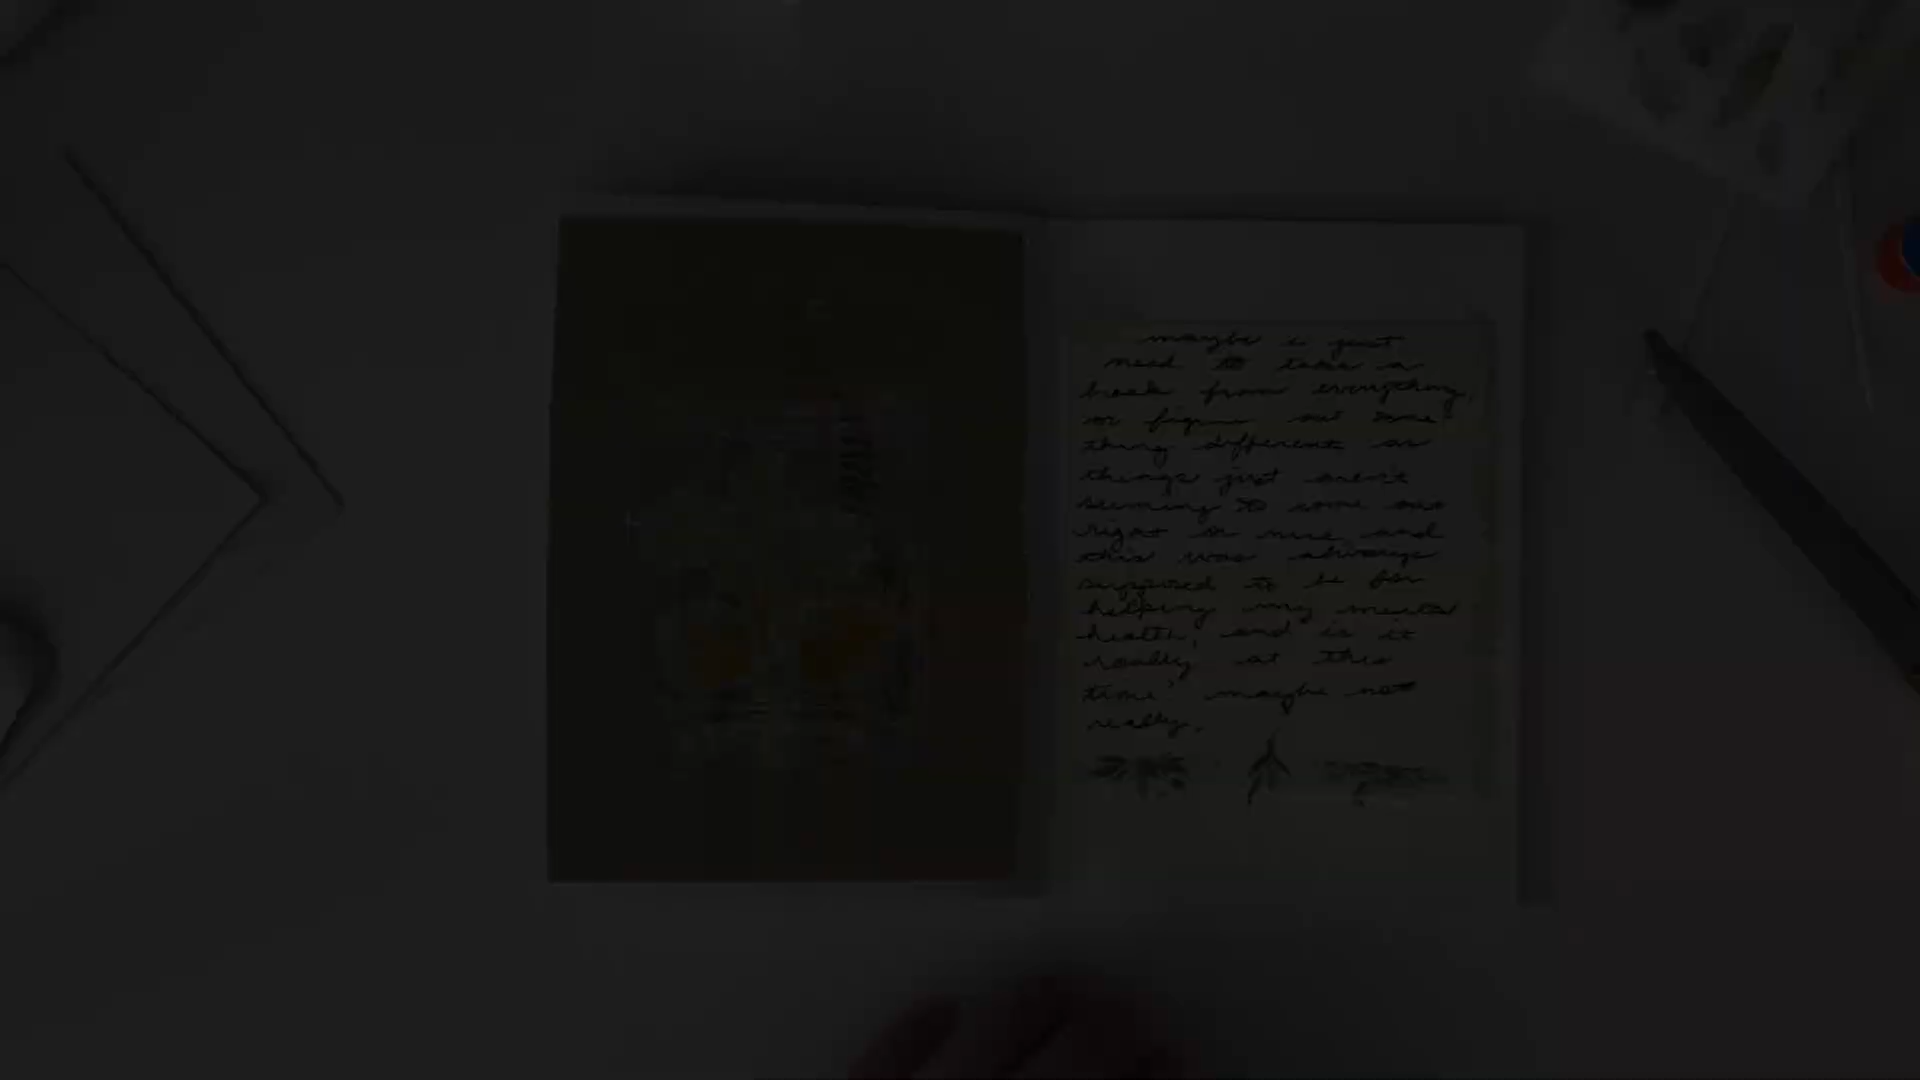 maybe i just
need to take a
break from everything,
or figure out some
thing different as
things just aren't
seeming to come out
right or nice and
this was always
supposed to be for
helping my mental
health, and is it
really at this
time? maybe not
really.